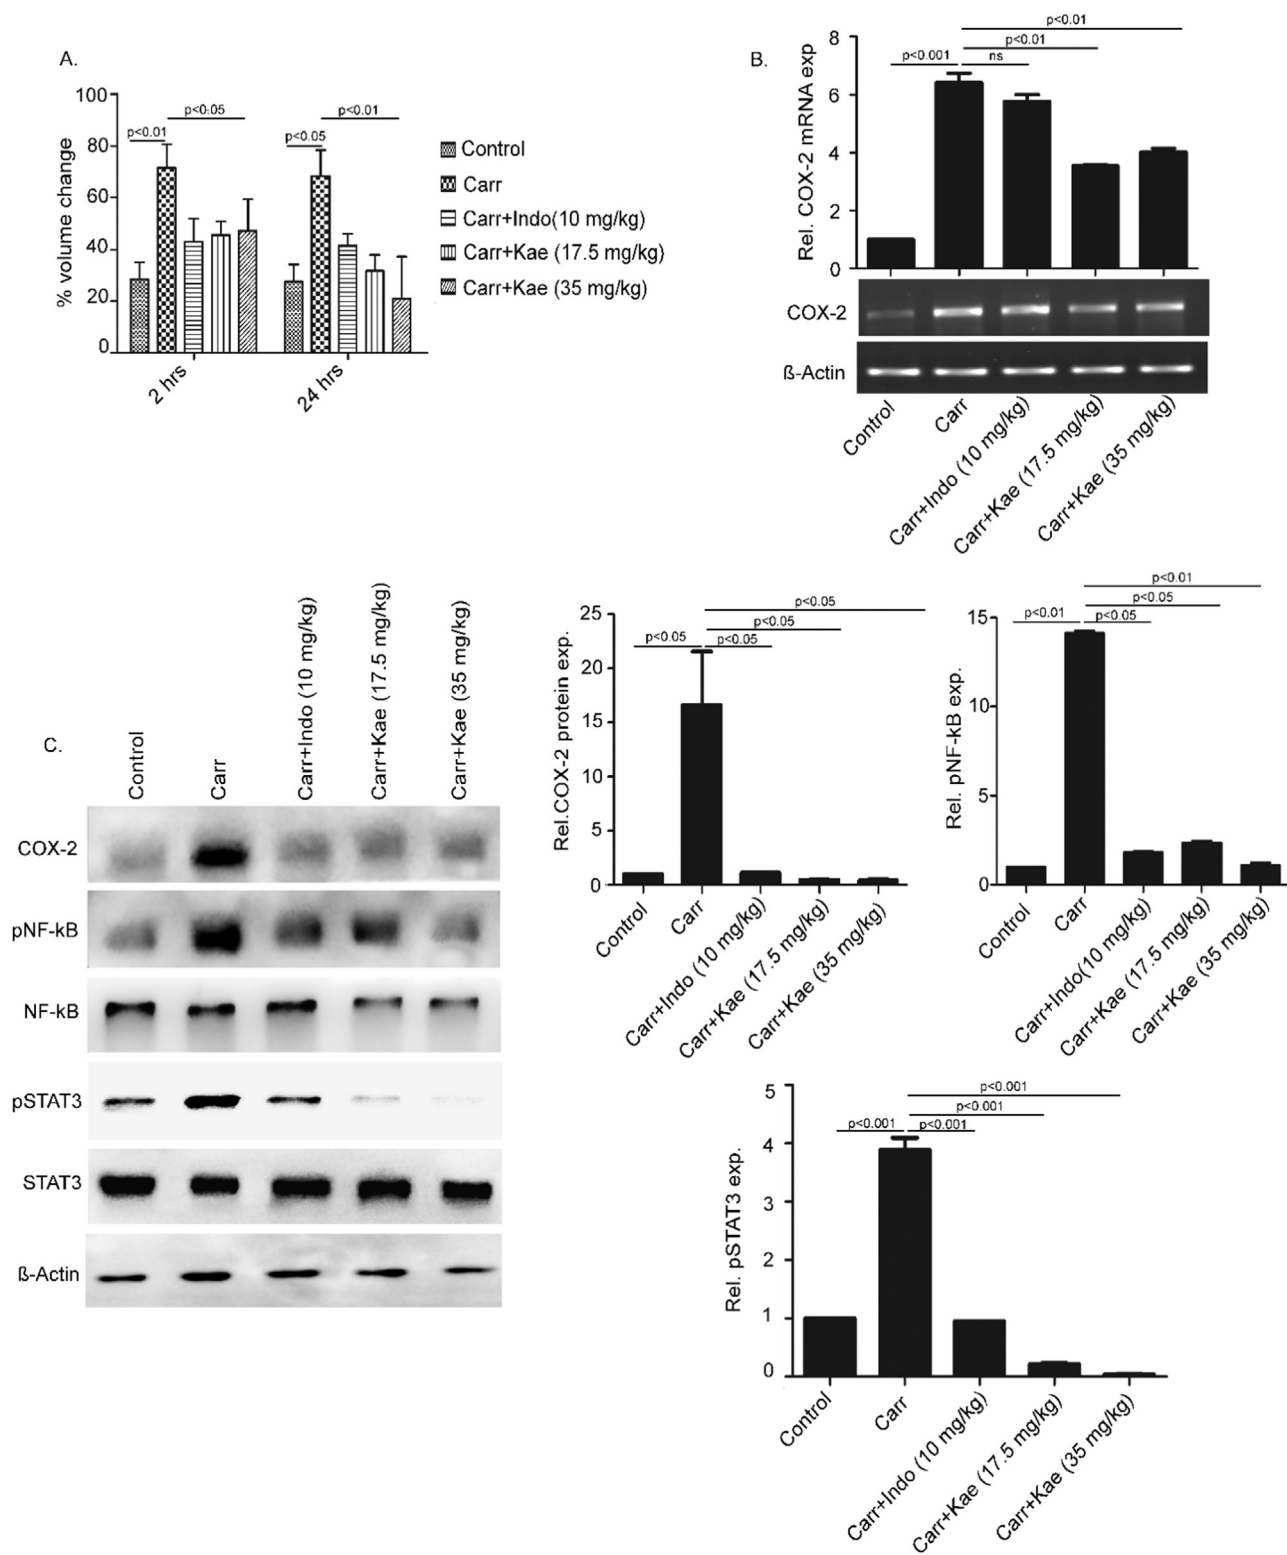 A.
% volume change
100
80
60
40
20
0
p<0.01
p<0.05
p<0.05
p<0.01
2 hrs
24 hrs
Control
Carr
Carr+Indo(10 mg/kg)
Carr+Kae (17.5 mg/kg)
Carr+Kae (35 mg/kg)
B.
Rel. COX-2 mRNA exp
8
6
4
2
0
p<0.01
p<0.01
p<0.001
ns
COX-2
ß-Actin
Control
Carr
Carr+Indo (10 mg/kg)
Carr+Kae (17.5 mg/kg)
Carr+Kae (35 mg/kg)
C.
Control
Carr
Carr+Indo (10 mg/kg)
Carr+Kae (17.5 mg/kg)
Carr+Kae (35 mg/kg)
COX-2
pNF-kB
NF-kB
pSTAT3
STAT3
ß-Actin
Rel.COX-2 protein exp.
25
20
15
10
5
0
p<0.05
p<0.05
p<0.05
p<0.05
Control
Carr
Carr+Indo (10 mg/kg)
Carr+Kae (17.5 mg/kg)
Carr+Kae (35 mg/kg)
Rel. pNF-kB exp.
15
10
5
0
p<0.01
p<0.05
p<0.01
p<0.05
Control
Carr
Carr+Indo(10 mg/kg)
Carr+Kae (17.5 mg/kg)
Carr+Kae (35 mg/kg)
Rel. pSTAT3 exp.
5
4
3
2
1
0
p<0.001
p<0.001
p<0.001
p<0.001
Control
Carr
Carr+Indo (10 mg/kg)
Carr+Kae (17.5 mg/kg)
Carr+Kae (35 mg/kg)